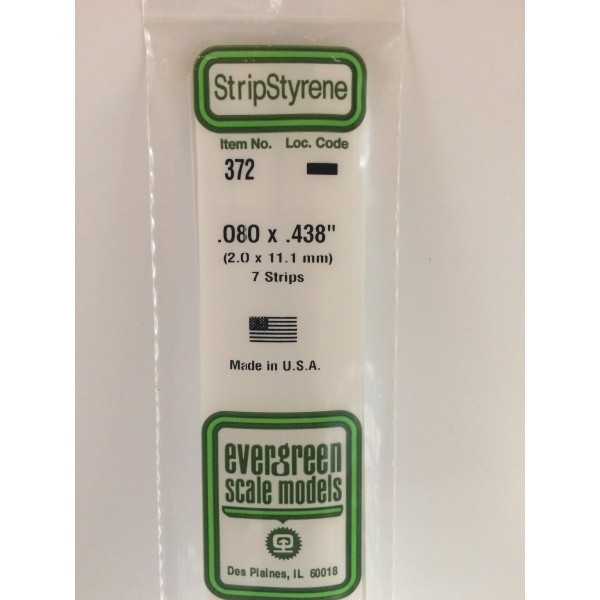 StripStyrene
Item No. Loc. Code
372
.080 x .438"
(2.0 x 11.1 mm)
7 Strips
Made in U.S.A.
evergreen
scale models
Des Plaines, IL 60018